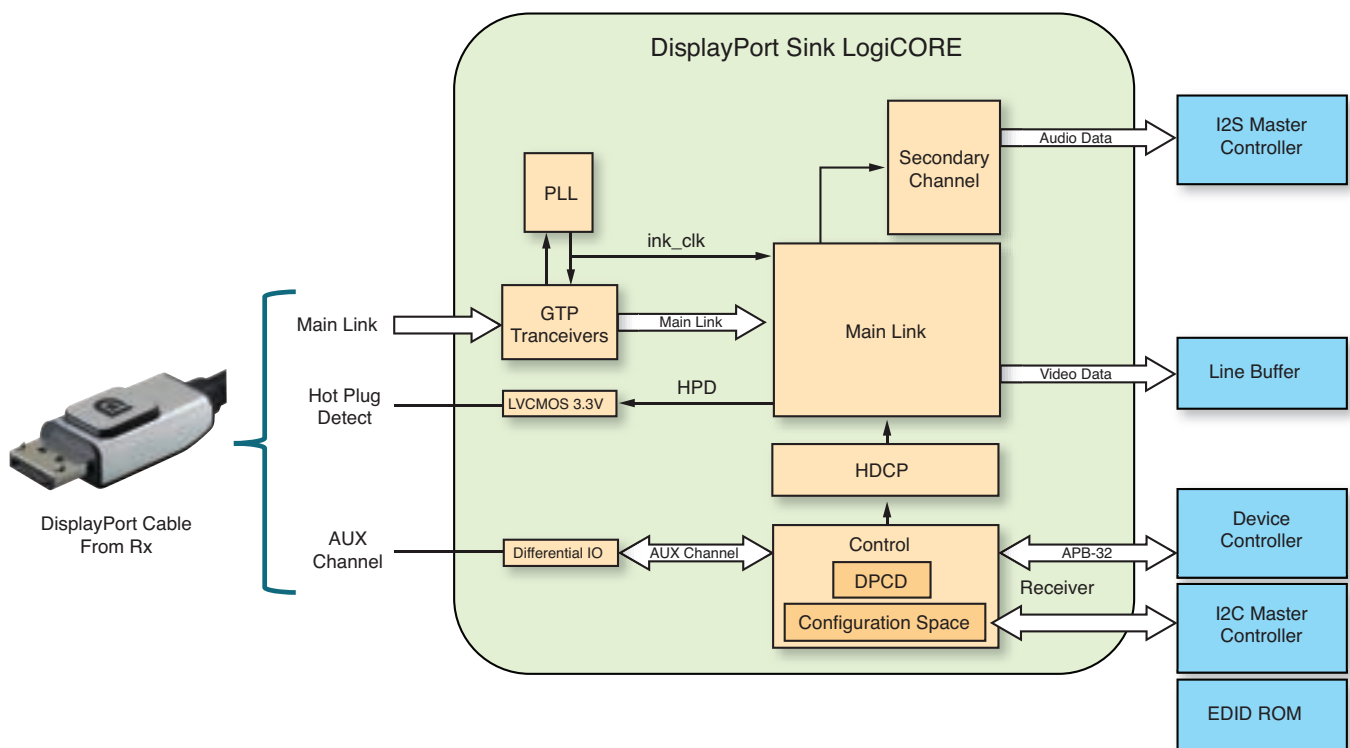 DisplayPort Sink LogiCORE
I2S Master
Controller
Audio Data
Secondary
Channel
PLL
ink_clk
Main Link
GTP
Tranceivers
Main Link
Main Link
Video Data
Line Buffer
Hot Plug
Detect
LVCMOS 3.3V
HPD
HDCP
DisplayPort Cable
From Rx
AUX
Channel
Differential IO
AUX Channel
Control
DPCD
Configuration Space
APB-32
Receiver
Device
Controller
I2C Master
Controller
EDID ROM